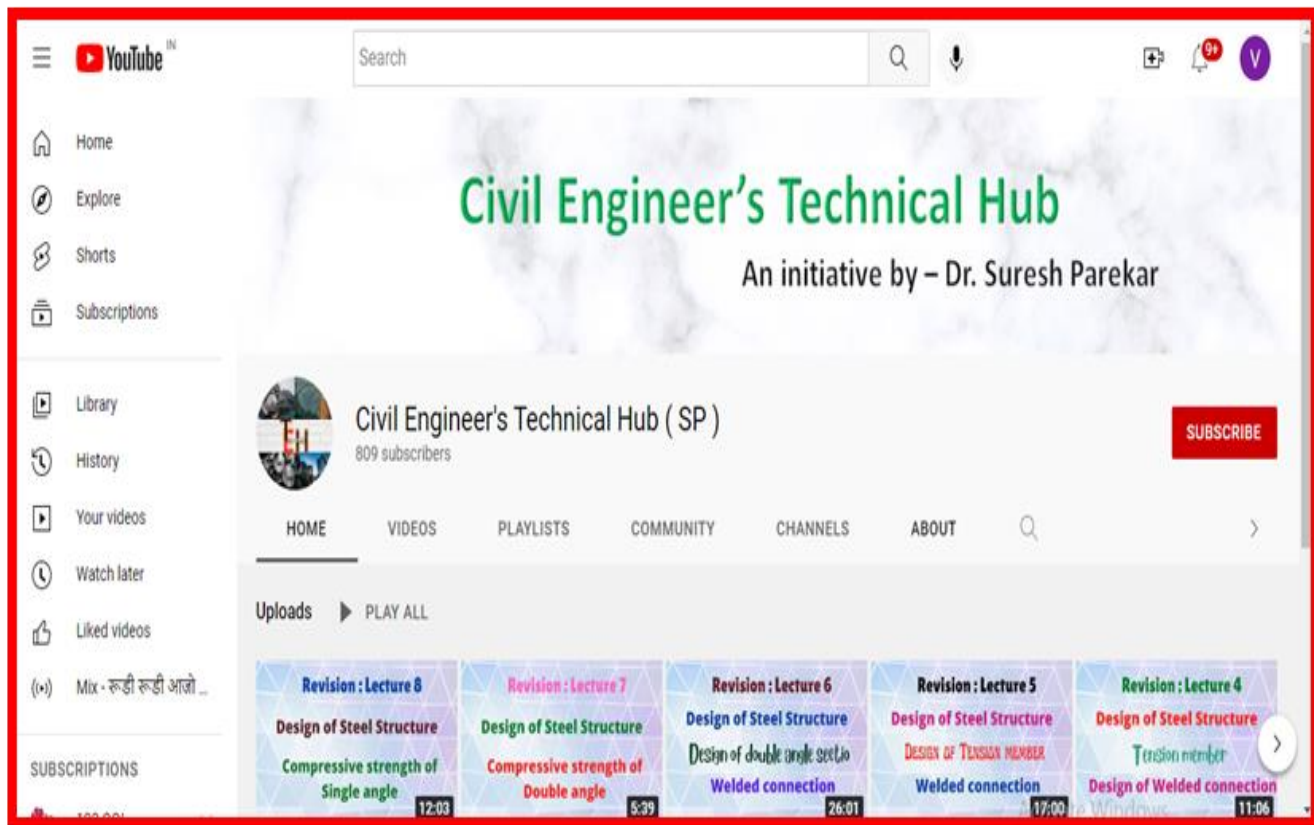 YouTube IN
Search
9+
V
Home
Explore
Shorts
Subscriptions
Library
History
Your videos
Watch later
Liked videos
Mix - रूडी रूडी आजो ...
SUBSCRIPTIONS
Civil Engineer's Technical Hub
An initiative by – Dr. Suresh Parekar
EH
Civil Engineer's Technical Hub ( SP )
809 subscribers
SUBSCRIBE
HOME VIDEOS PLAYLISTS COMMUNITY CHANNELS ABOUT
Uploads PLAY ALL
Revision : Lecture 8
Design of Steel Structure
Compressive strength of
Single angle
12:03
Revision : Lecture 7
Design of Steel Structure
Compressive strength of
Double angle
5:39
Revision : Lecture 6
Design of Steel Structure
Design of double angle sectio
Welded connection
26:01
Revision : Lecture 5
Design of Steel Structure
DESIGN OF TENSION MEMBER
Welded connection
17:00
Revision : Lecture 4
Design of Steel Structure
Tension member
Design of Welded connection
11:06
Windows